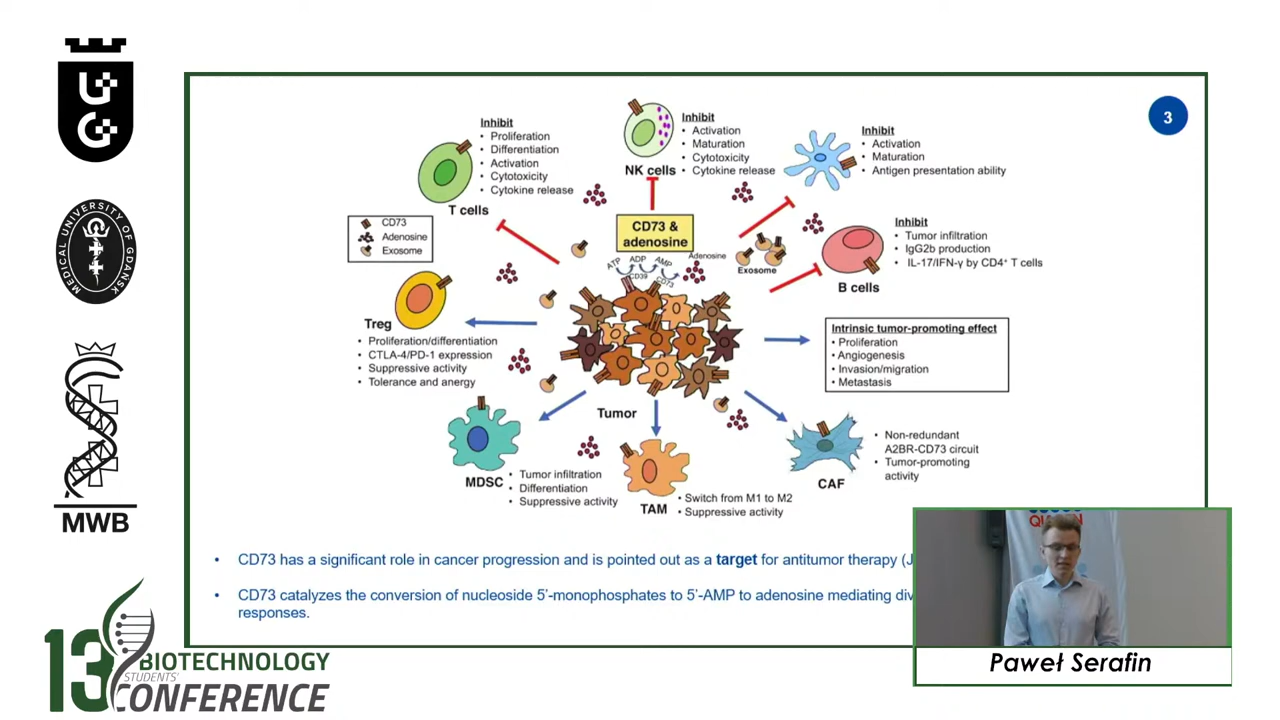 UG
MEDICAL UNIVERSITY OF GDANSK
MWB
13 BIOTECHNOLOGY
STUDENTS'
CONFERENCE
3
Inhibit
• Proliferation
• Differentiation
• Activation
• Cytotoxicity
• Cytokine release
T cells
NK cells
Inhibit
• Activation
• Maturation
• Cytotoxicity
• Cytokine release
Inhibit
• Activation
• Maturation
• Antigen presentation ability
CD73
Adenosine
Exosome
CD73 &
adenosine
ATP
ADP
AMP
Adenosine
CD39
CD73
Exosome
B cells
Inhibit
• Tumor infiltration
• IgG2b production
• IL-17/IFN-γ by CD4⁺ T cells
Treg
• Proliferation/differentiation
• CTLA-4/PD-1 expression
• Suppressive activity
• Tolerance and anergy
Intrinsic tumor-promoting effect
• Proliferation
• Angiogenesis
• Invasion/migration
• Metastasis
Tumor
MDSC
• Tumor infiltration
• Differentiation
• Suppressive activity
TAM
• Switch from M1 to M2
• Suppressive activity
CAF
• Non-redundant
A2BR-CD73 circuit
• Tumor-promoting
activity
• CD73 has a significant role in cancer progression and is pointed out as a target for antitumor therapy (J
• CD73 catalyzes the conversion of nucleoside 5'-monophosphates to 5'-AMP to adenosine mediating div
responses.
Paweł Serafin